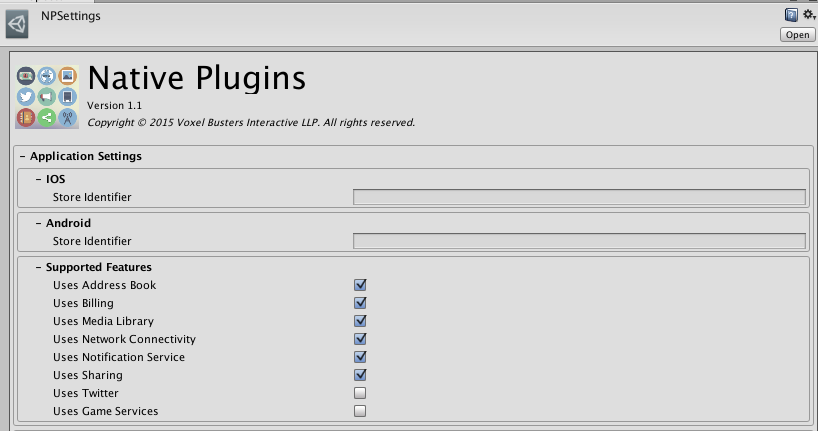 NPSettings
Open
Native Plugins
Version 1.1
Copyright © 2015 Voxel Busters Interactive LLP. All rights reserved.
Application Settings
IOS
Store Identifier
Android
Store Identifier
Supported Features
Uses Address Book
Uses Billing
Uses Media Library
Uses Network Connectivity
Uses Notification Service
Uses Sharing
Uses Twitter
Uses Game Services